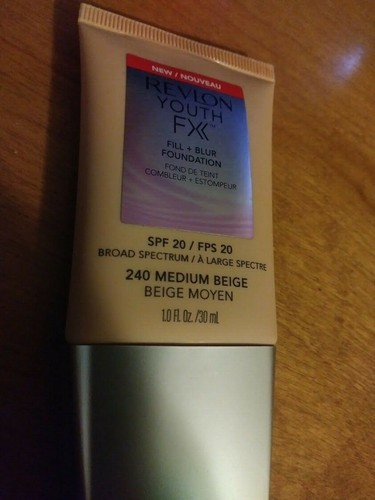 NEW / NOUVEAU
REVLON
YOUTH
FX™
FILL + BLUR
FOUNDATION
FOND DE TEINT
COMBLEUR + ESTOMPEUR
SPF 20 / FPS 20
BROAD SPECTRUM / À LARGE SPECTRE
240 MEDIUM BEIGE
BEIGE MOYEN
1.0 Fl. Oz. /30 mL